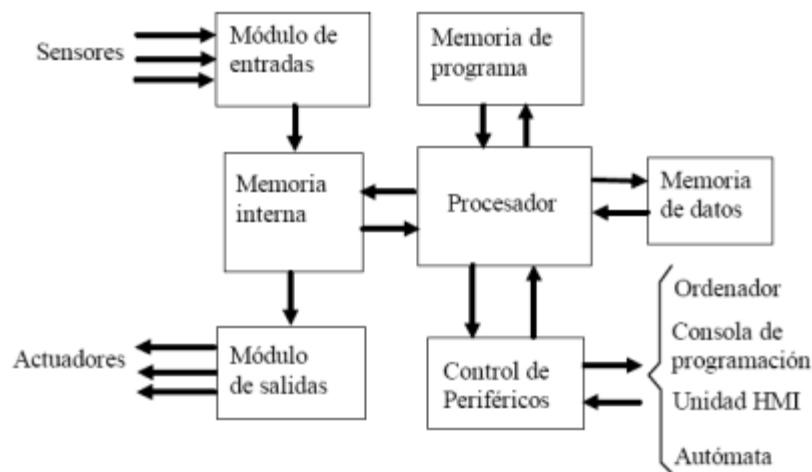 Sensores
Módulo de
entradas
Memoria de
programa
Memoria
interna
Procesador
Memoria
de datos
Actuadores
Módulo
de salidas
Control de
Periféricos
Ordenador
Consola de
programación
Unidad HMI
Autómata